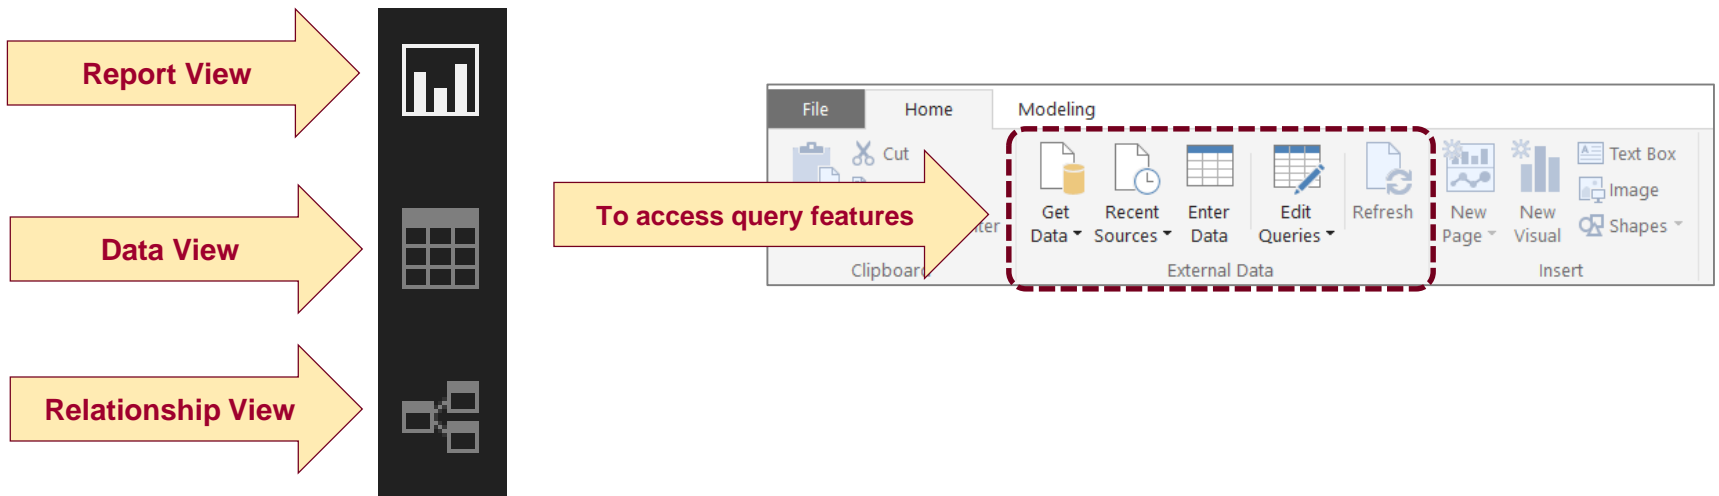 Report View
Data View
Relationship View
To access query features
File Home Modeling
Cut
Get Data
Recent Sources
Enter Data
Edit Queries
Refresh
New Page
New Visual
Text Box
Image
Shapes
External Data
Insert